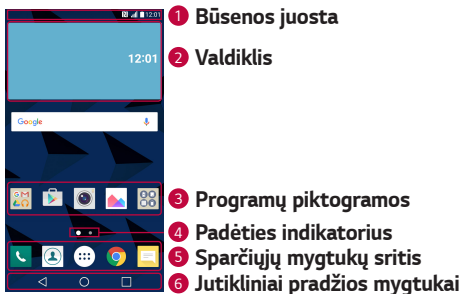 12:01
1 Būsenos juosta
12:01
2 Valdiklis
Google
3 Programų piktogramos
4 Padėties indikatorius
5 Sparčiųjų mygtukų sritis
6 Jutikliniai pradžios mygtukai